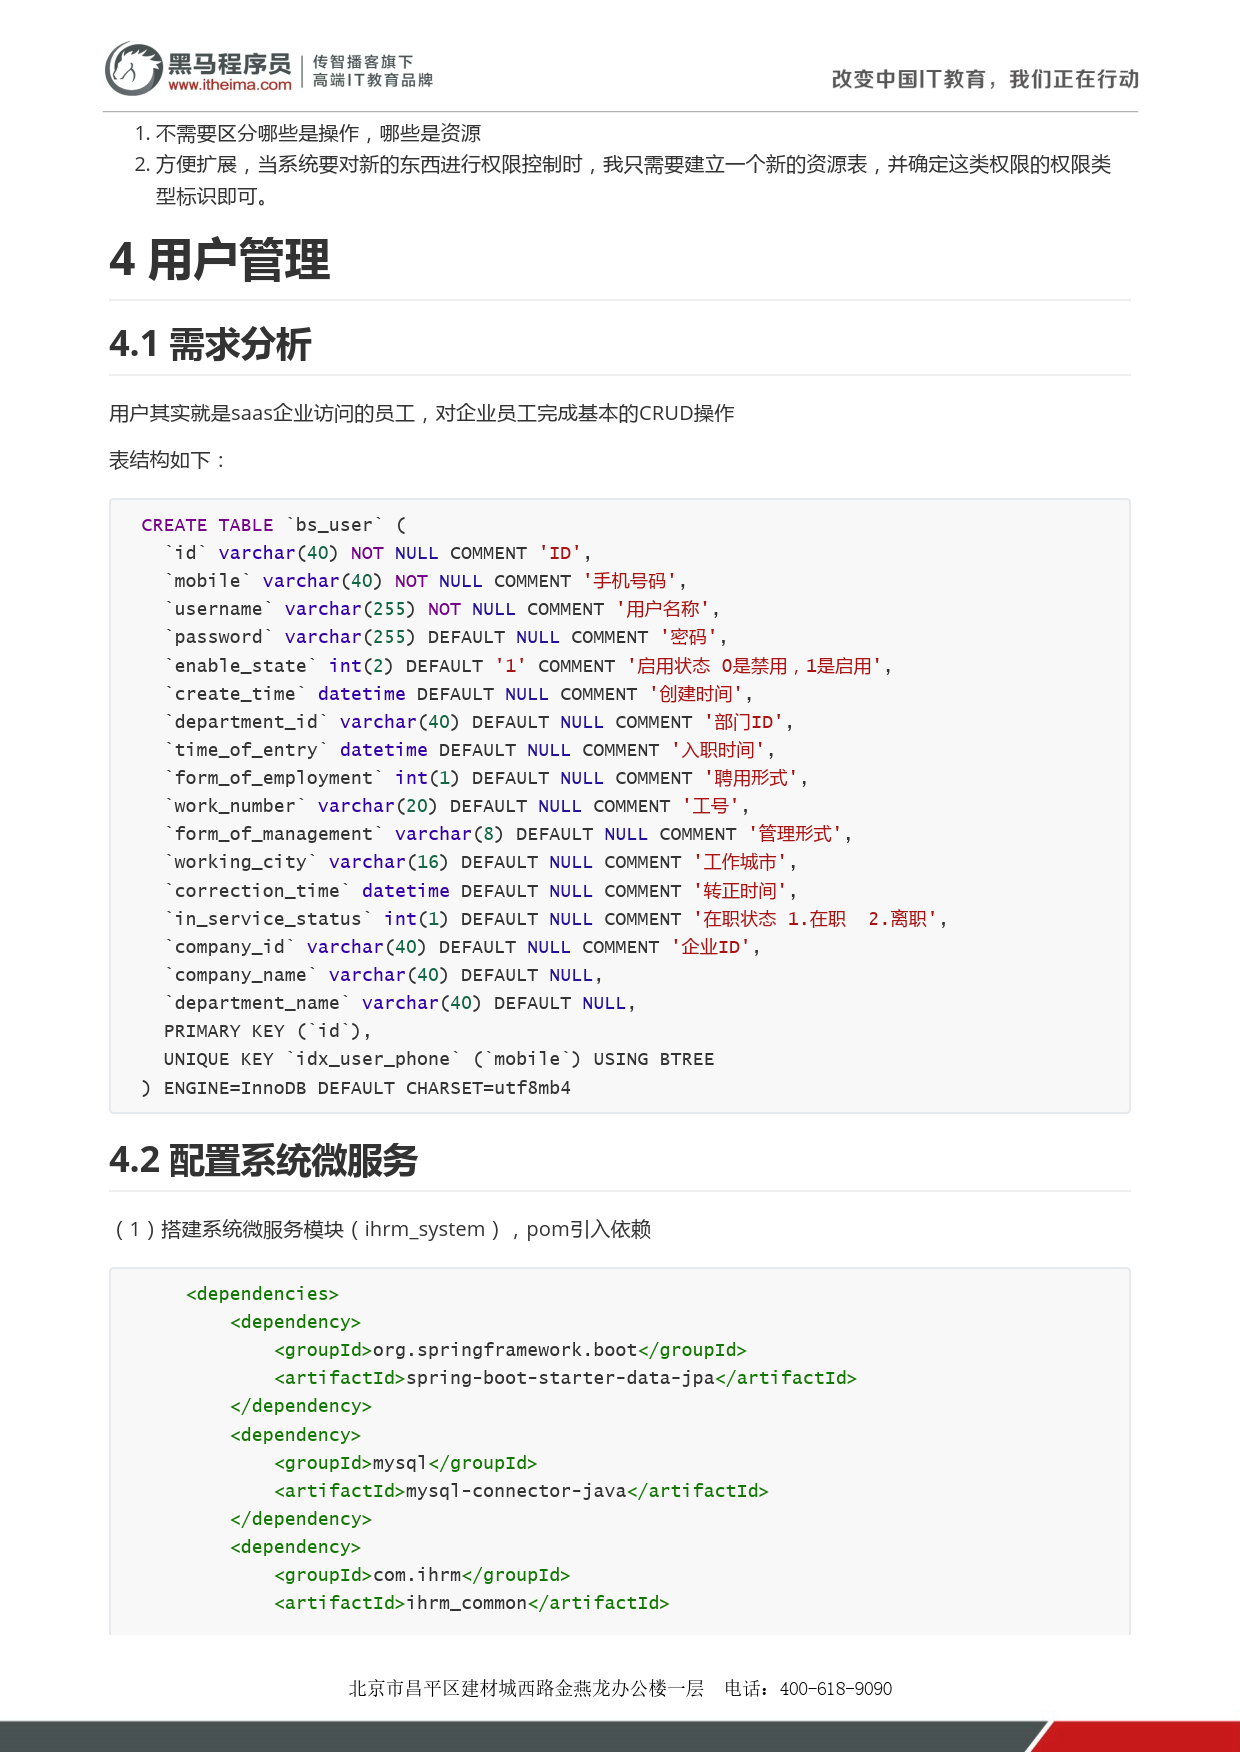 黑马程序员
www.itheima.com
传智播客旗下
高端IT教育品牌
改变中国IT教育，我们正在行动
1. 不需要区分哪些是操作，哪些是资源
2. 方便扩展，当系统要对新的东西进行权限控制时，我只需要建立一个新的资源表，并确定这类权限的权限类
型标识即可。
4 用户管理
4.1 需求分析
用户其实就是saas企业访问的员工，对企业员工完成基本的CRUD操作
表结构如下：
CREATE TABLE `bs_user` (
  `id` varchar(40) NOT NULL COMMENT 'ID',
  `mobile` varchar(40) NOT NULL COMMENT '手机号码',
  `username` varchar(255) NOT NULL COMMENT '用户名称',
  `password` varchar(255) DEFAULT NULL COMMENT '密码',
  `enable_state` int(2) DEFAULT '1' COMMENT '启用状态 0是禁用，1是启用',
  `create_time` datetime DEFAULT NULL COMMENT '创建时间',
  `department_id` varchar(40) DEFAULT NULL COMMENT '部门ID',
  `time_of_entry` datetime DEFAULT NULL COMMENT '入职时间',
  `form_of_employment` int(1) DEFAULT NULL COMMENT '聘用形式',
  `work_number` varchar(20) DEFAULT NULL COMMENT '工号',
  `form_of_management` varchar(8) DEFAULT NULL COMMENT '管理形式',
  `working_city` varchar(16) DEFAULT NULL COMMENT '工作城市',
  `correction_time` datetime DEFAULT NULL COMMENT '转正时间',
  `in_service_status` int(1) DEFAULT NULL COMMENT '在职状态 1.在职  2.离职',
  `company_id` varchar(40) DEFAULT NULL COMMENT '企业ID',
  `company_name` varchar(40) DEFAULT NULL,
  `department_name` varchar(40) DEFAULT NULL,
  PRIMARY KEY (`id`),
  UNIQUE KEY `idx_user_phone` (`mobile`) USING BTREE
) ENGINE=InnoDB DEFAULT CHARSET=utf8mb4
4.2 配置系统微服务
（1）搭建系统微服务模块（ihrm_system），pom引入依赖
    <dependencies>
        <dependency>
            <groupId>org.springframework.boot</groupId>
            <artifactId>spring-boot-starter-data-jpa</artifactId>
        </dependency>
        <dependency>
            <groupId>mysql</groupId>
            <artifactId>mysql-connector-java</artifactId>
        </dependency>
        <dependency>
            <groupId>com.ihrm</groupId>
            <artifactId>ihrm_common</artifactId>
北京市昌平区建材城西路金燕龙办公楼一层  电话：400-618-9090